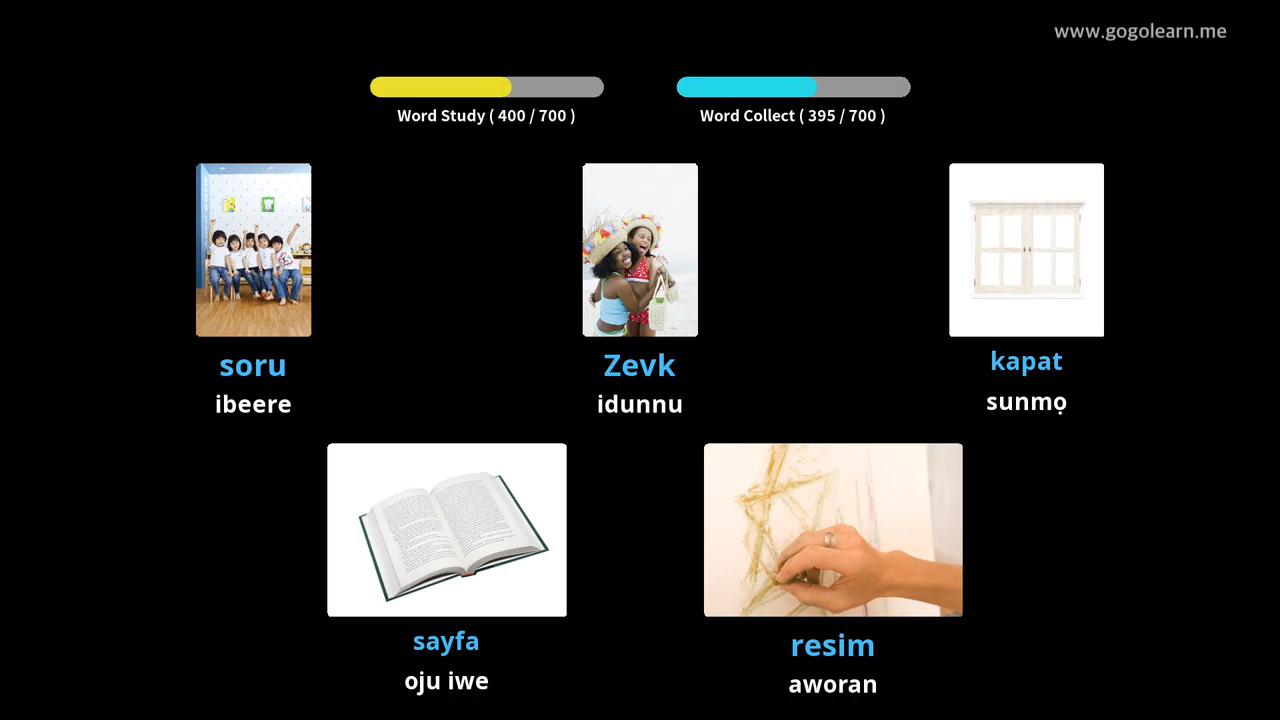 www.gogolearn.me
Word Study ( 400 / 700 )
Word Collect ( 395 / 700 )
soru
ibeere
Zevk
idunnu
kapat
sunmọ
sayfa
oju iwe
resim
aworan